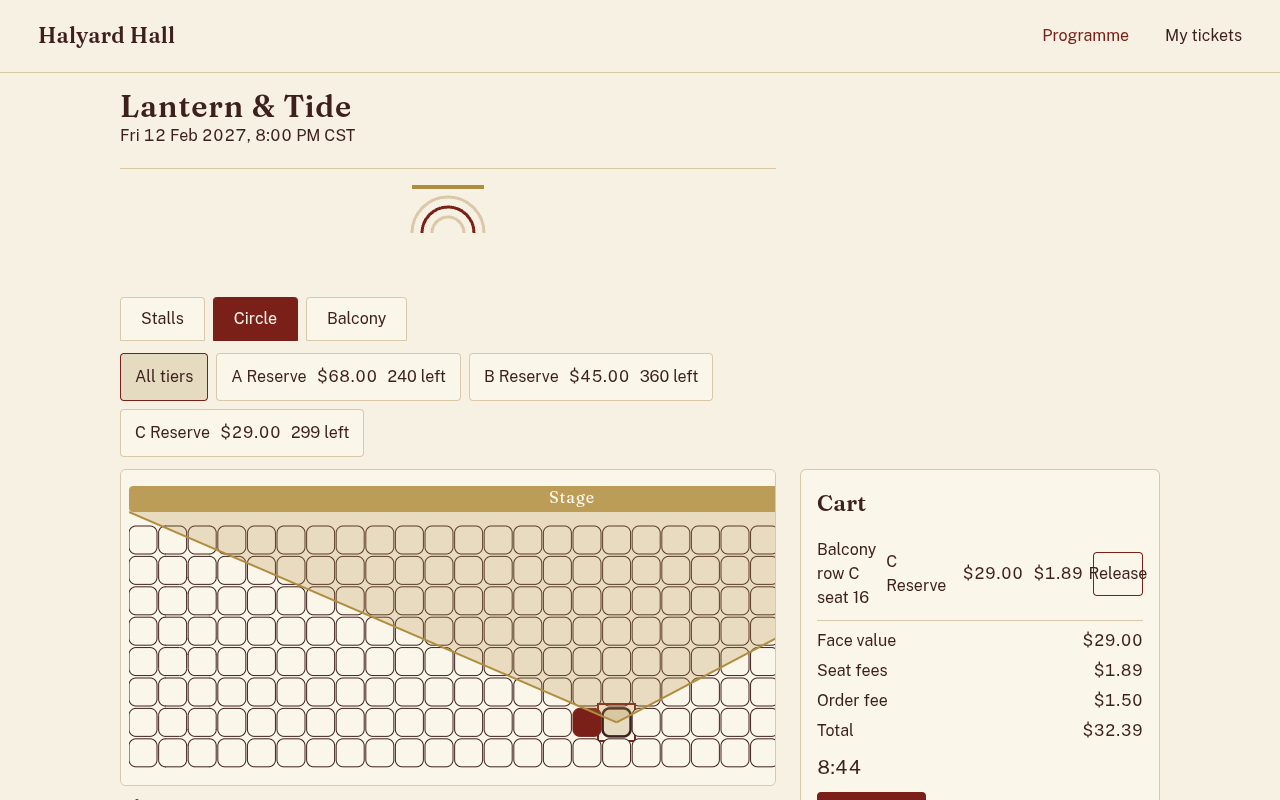 Halyard Hall
Programme
My tickets
Lantern & Tide
Fri 12 Feb 2027, 8:00 PM CST
Stalls
Circle
Balcony
All tiers
A Reserve $68.00 240 left
B Reserve $45.00 360 left
C Reserve $29.00 299 left
Stage
Cart
Balcony
row C
seat 16
C
Reserve
$29.00
$1.89
Release
Face value $29.00
Seat fees $1.89
Order fee $1.50
Total $32.39
8:44